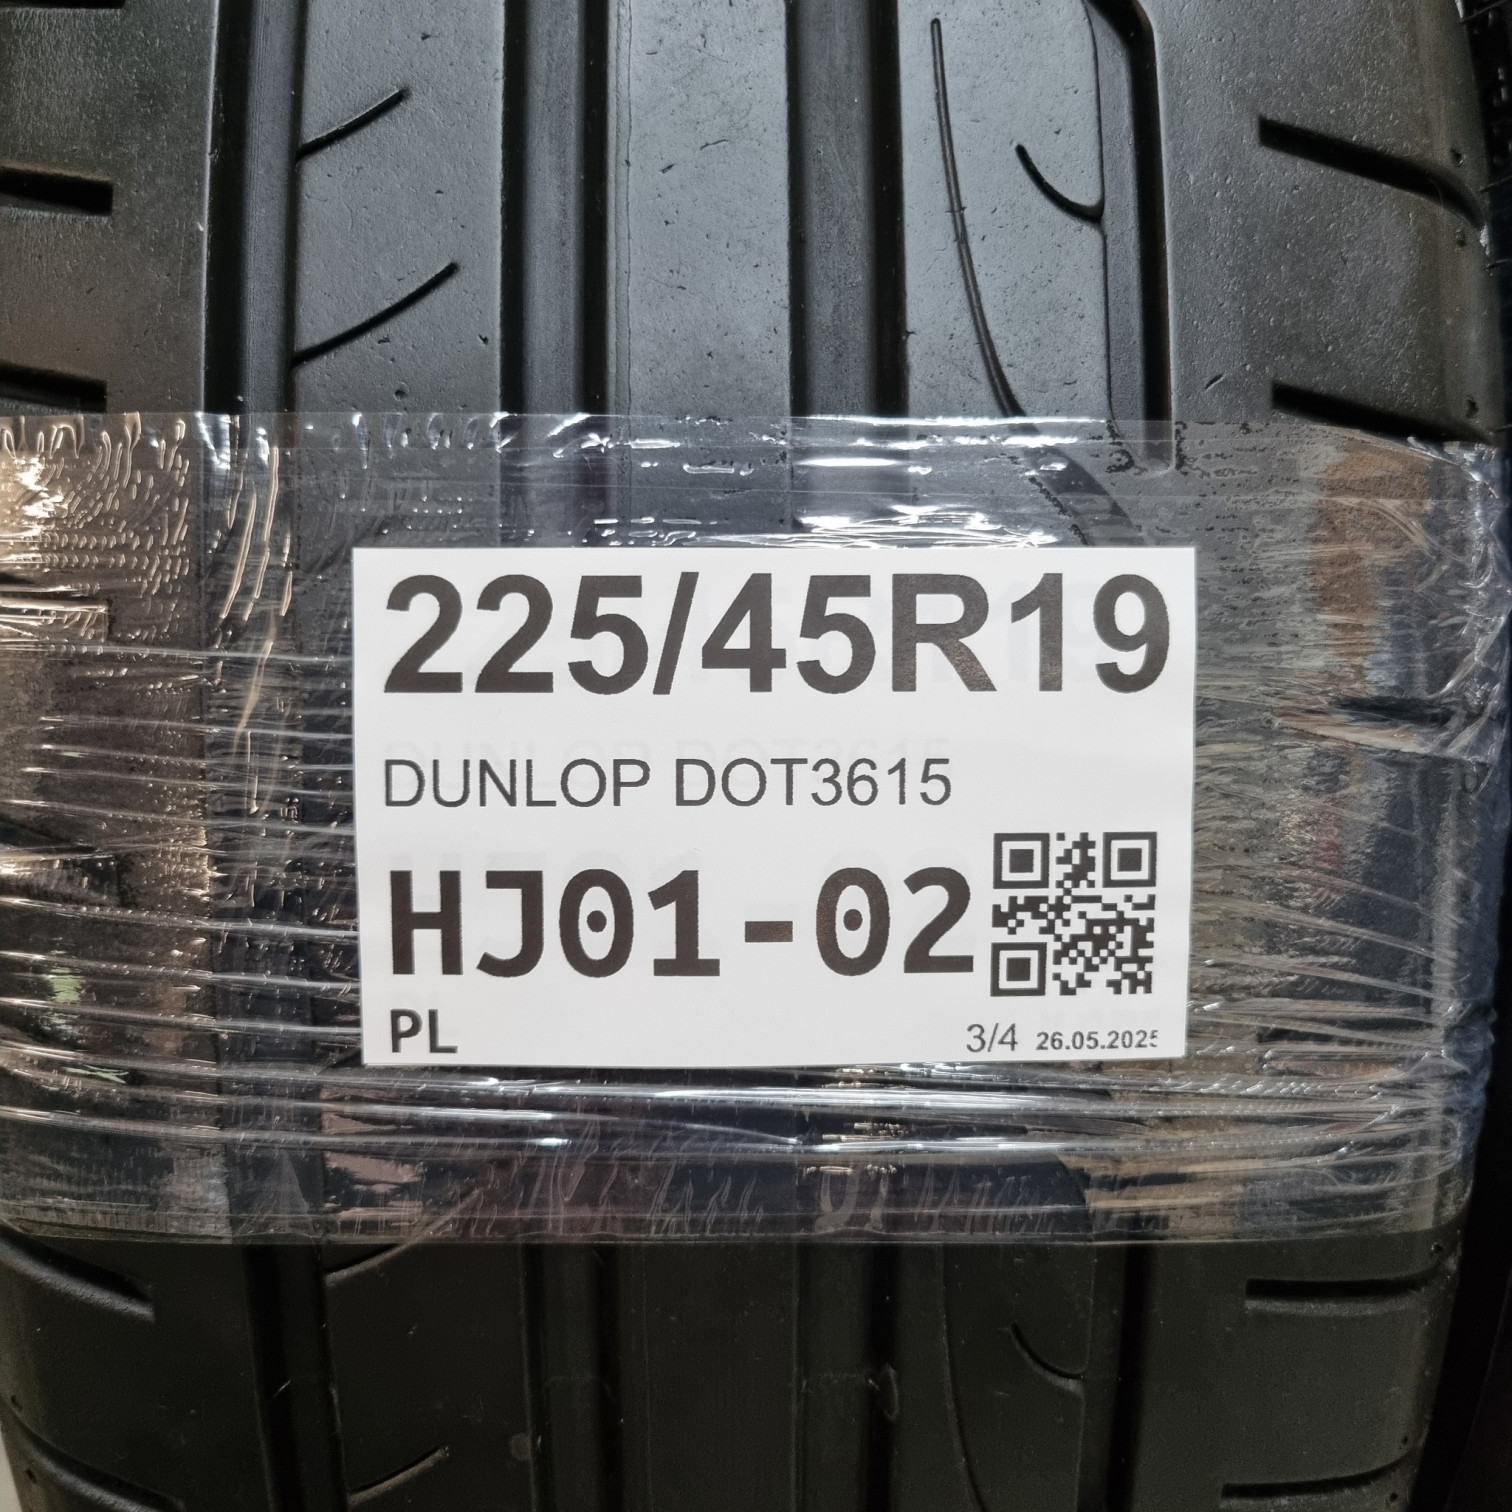 225/45R19
DUNLOP DOT3615
HJ01-02
PL
3/4 26.05.2025